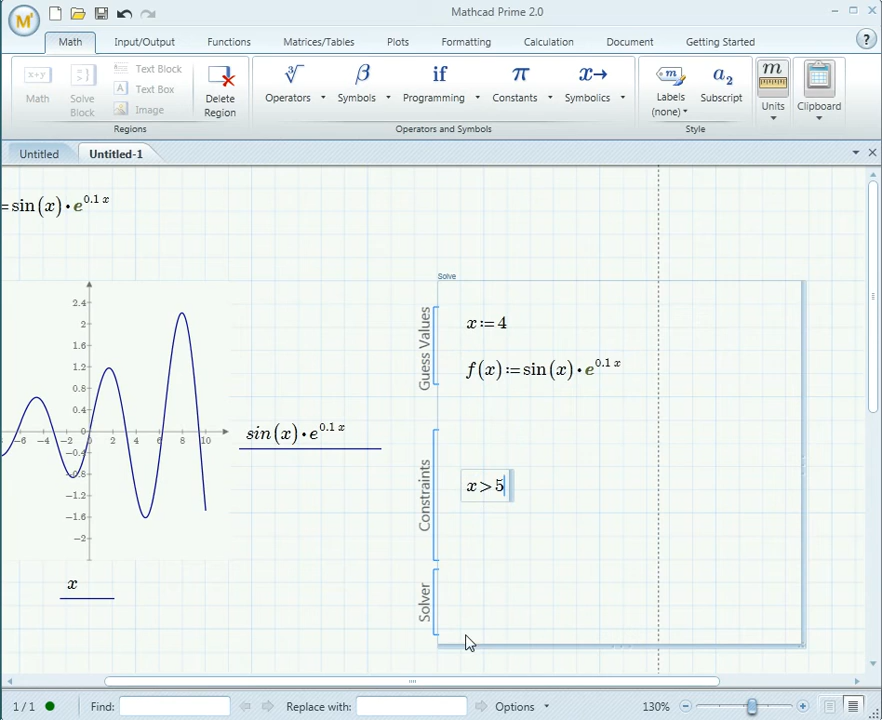 Mathcad Prime 2.0
Math Input/Output Functions Matrices/Tables Plots Formatting Calculation Document Getting Started
Math
Solve Block
Text Block
Text Box
Image
Delete Region
Operators
Symbols
Programming
Constants
Symbolics
Labels (none)
Subscript
Units
Clipboard
Regions
Operators and Symbols
Style
Untitled Untitled-1
=sin(x)·e^0.1 x
Solve
2.4
2
1.6
1.2
0.8
0.4
0
-0.4
-0.8
-1.2
-1.6
-2
-6 -4 -2 0 2 4 6 8 10
sin(x)·e^0.1 x
x
Guess Values
x:=4
f(x):=sin(x)·e^0.1 x
Constraints
x>5
Solver
1 / 1 Find: Replace with: Options 130%